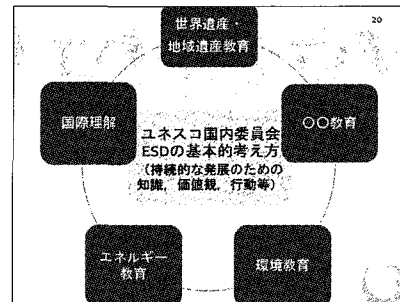 20
世界遺産・
地域遺産教育
国際理解
〇〇教育
ユネスコ国内委員会
ESDの基本的考え方
(持続的な発展のための
知識，価値観，行動等)
エネルギー
教育
環境教育